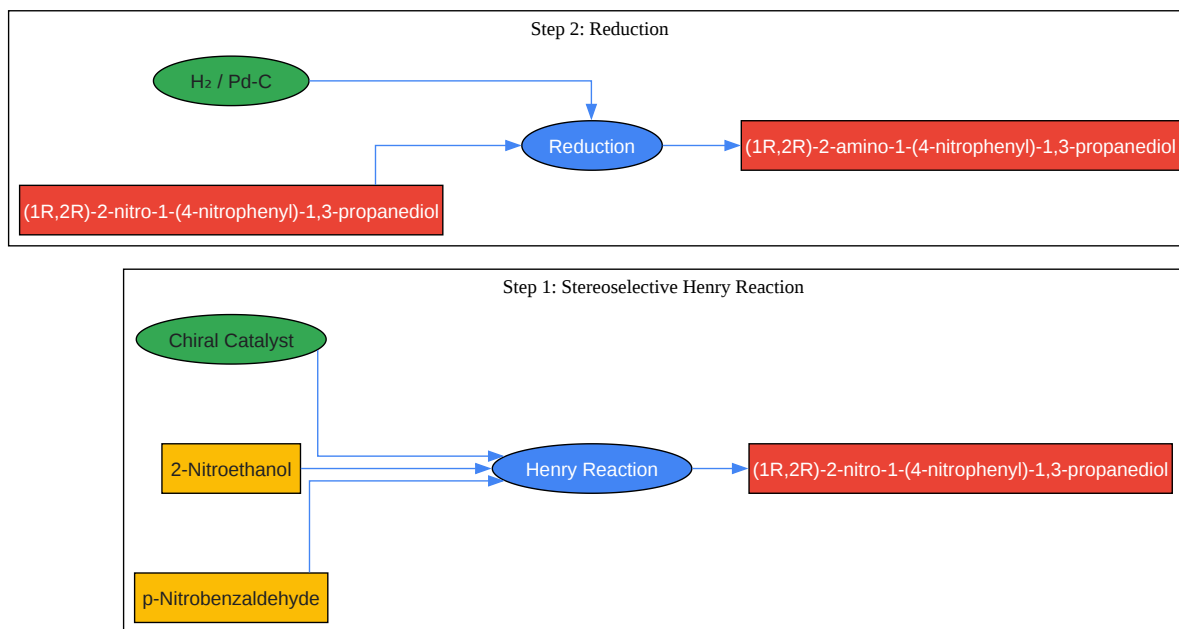 Step 2: Reduction
H₂ / Pd-C
Reduction
(1R,2R)-2-amino-1-(4-nitrophenyl)-1,3-propanediol
(1R,2R)-2-nitro-1-(4-nitrophenyl)-1,3-propanediol
Step 1: Stereoselective Henry Reaction
Chiral Catalyst
2-Nitroethanol
Henry Reaction
(1R,2R)-2-nitro-1-(4-nitrophenyl)-1,3-propanediol
p-Nitrobenzaldehyde